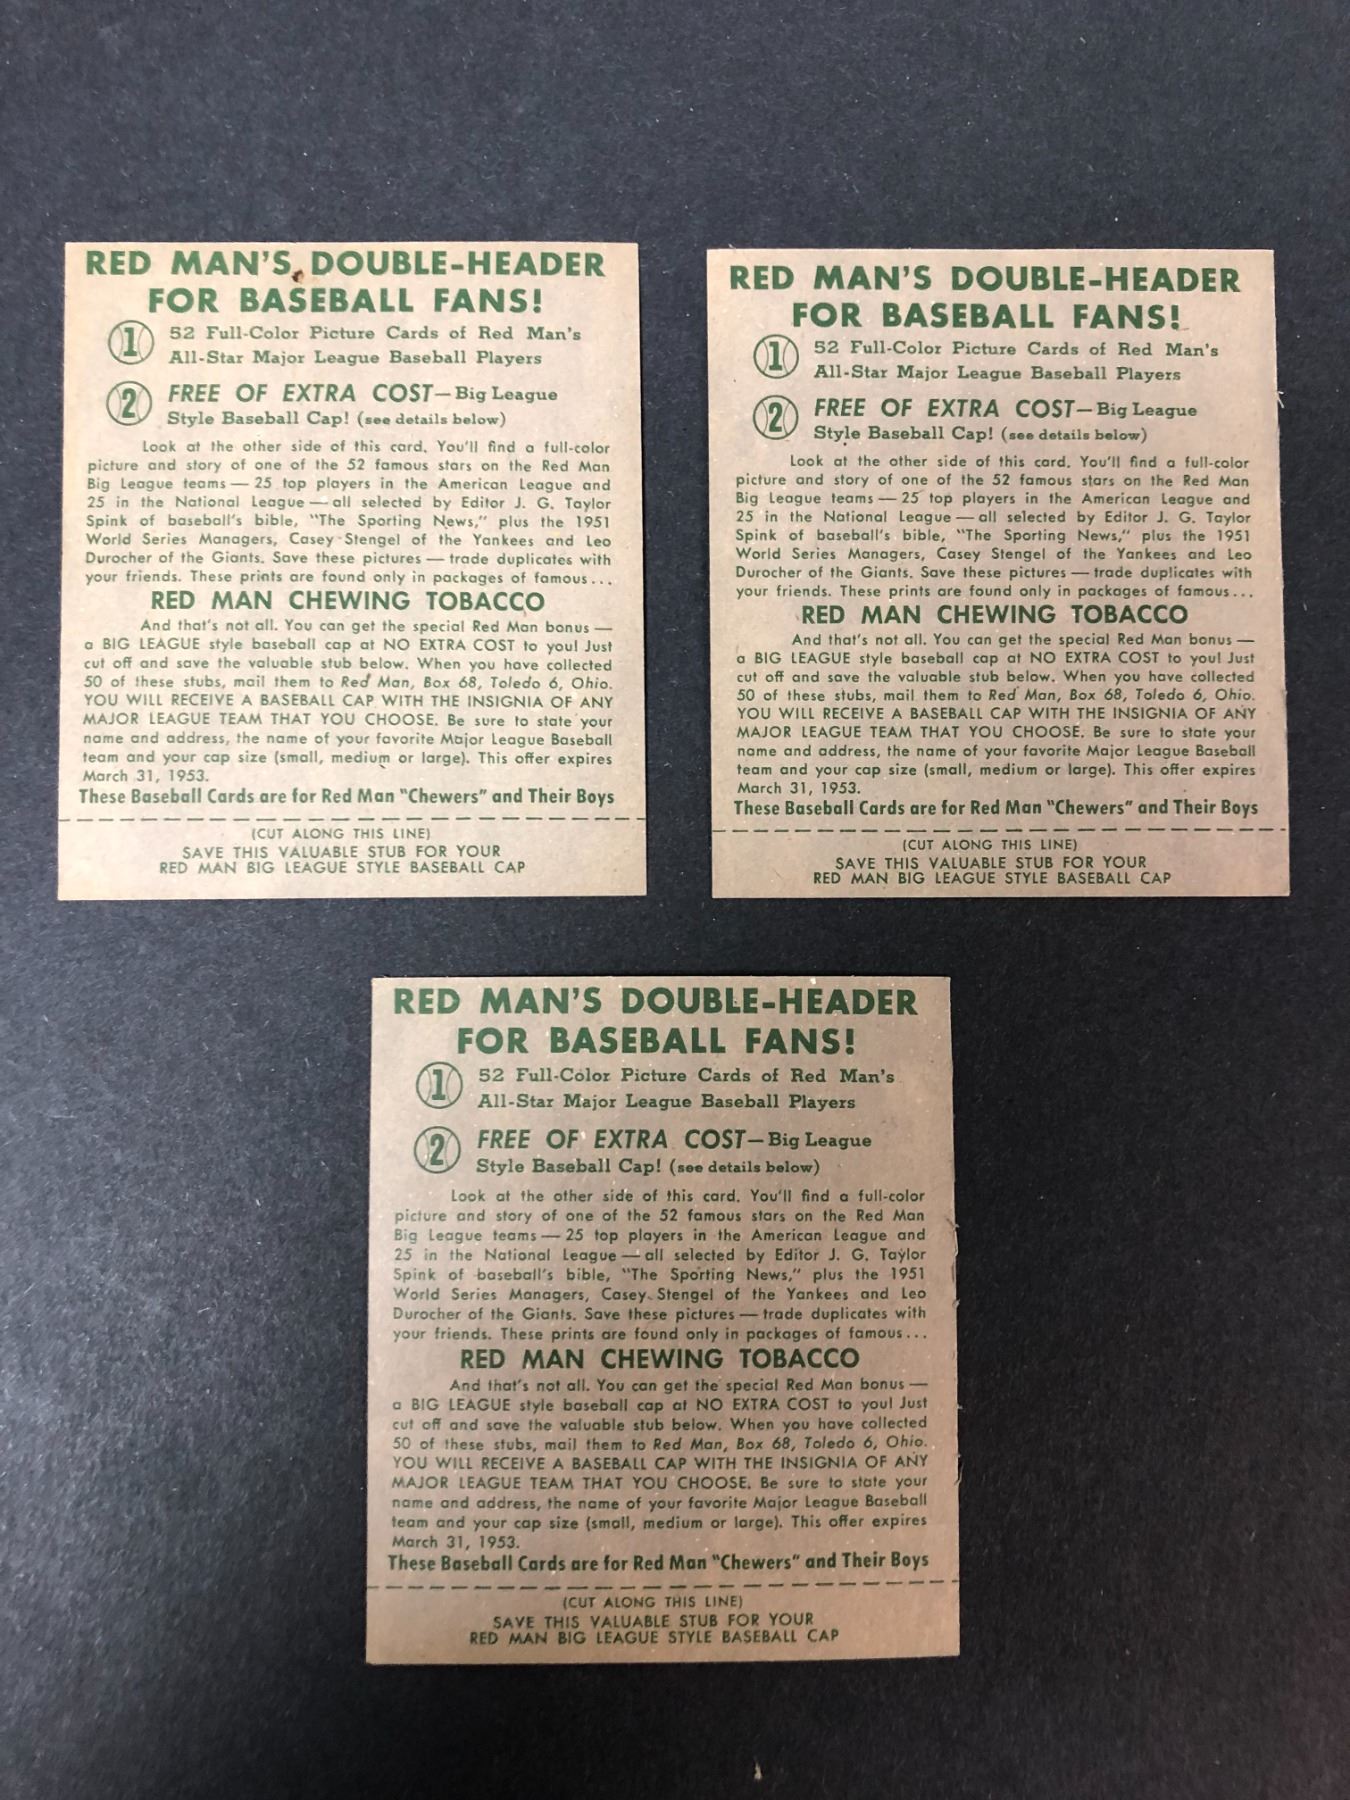 RED MAN'S DOUBLE-HEADER
FOR BASEBALL FANS!
1 52 Full-Color Picture Cards of Red Man's
All-Star Major League Baseball Players
2 FREE OF EXTRA COST—Big League
Style Baseball Cap! (see details below)
Look at the other side of this card. You'll find a full-color
picture and story of one of the 52 famous stars on the Red Man
Big League teams — 25 top players in the American League and
25 in the National League — all selected by Editor J. G. Taylor
Spink of baseball's bible, "The Sporting News," plus the 1951
World Series Managers, Casey Stengel of the Yankees and Leo
Durocher of the Giants. Save these pictures — trade duplicates with
your friends. These prints are found only in packages of famous...
RED MAN CHEWING TOBACCO
And that's not all. You can get the special Red Man bonus —
a BIG LEAGUE style baseball cap at NO EXTRA COST to you! Just
cut off and save the valuable stub below. When you have collected
50 of these stubs, mail them to Red Man, Box 68, Toledo 6, Ohio.
YOU WILL RECEIVE A BASEBALL CAP WITH THE INSIGNIA OF ANY
MAJOR LEAGUE TEAM THAT YOU CHOOSE. Be sure to state your
name and address, the name of your favorite Major League Baseball
team and your cap size (small, medium or large). This offer expires
March 31, 1953.
These Baseball Cards are for Red Man "Chewers" and Their Boys
(CUT ALONG THIS LINE)
SAVE THIS VALUABLE STUB FOR YOUR
RED MAN BIG LEAGUE STYLE BASEBALL CAP
RED MAN'S DOUBLE-HEADER
FOR BASEBALL FANS!
1 52 Full-Color Picture Cards of Red Man's
All-Star Major League Baseball Players
2 FREE OF EXTRA COST—Big League
Style Baseball Cap! (see details below)
Look at the other side of this card. You'll find a full-color
picture and story of one of the 52 famous stars on the Red Man
Big League teams — 25 top players in the American League and
25 in the National League — all selected by Editor J. G. Taylor
Spink of baseball's bible, "The Sporting News," plus the 1951
World Series Managers, Casey Stengel of the Yankees and Leo
Durocher of the Giants. Save these pictures — trade duplicates with
your friends. These prints are found only in packages of famous...
RED MAN CHEWING TOBACCO
And that's not all. You can get the special Red Man bonus —
a BIG LEAGUE style baseball cap at NO EXTRA COST to you! Just
cut off and save the valuable stub below. When you have collected
50 of these stubs, mail them to Red Man, Box 68, Toledo 6, Ohio.
YOU WILL RECEIVE A BASEBALL CAP WITH THE INSIGNIA OF ANY
MAJOR LEAGUE TEAM THAT YOU CHOOSE. Be sure to state your
name and address, the name of your favorite Major League Baseball
team and your cap size (small, medium or large). This offer expires
March 31, 1953.
These Baseball Cards are for Red Man "Chewers" and Their Boys
(CUT ALONG THIS LINE)
SAVE THIS VALUABLE STUB FOR YOUR
RED MAN BIG LEAGUE STYLE BASEBALL CAP
RED MAN'S DOUBLE-HEADER
FOR BASEBALL FANS!
1 52 Full-Color Picture Cards of Red Man's
All-Star Major League Baseball Players
2 FREE OF EXTRA COST—Big League
Style Baseball Cap! (see details below)
Look at the other side of this card. You'll find a full-color
picture and story of one of the 52 famous stars on the Red Man
Big League teams — 25 top players in the American League and
25 in the National League — all selected by Editor J. G. Taylor
Spink of baseball's bible, "The Sporting News," plus the 1951
World Series Managers, Casey Stengel of the Yankees and Leo
Durocher of the Giants. Save these pictures — trade duplicates with
your friends. These prints are found only in packages of famous...
RED MAN CHEWING TOBACCO
And that's not all. You can get the special Red Man bonus —
a BIG LEAGUE style baseball cap at NO EXTRA COST to you! Just
cut off and save the valuable stub below. When you have collected
50 of these stubs, mail them to Red Man, Box 68, Toledo 6, Ohio.
YOU WILL RECEIVE A BASEBALL CAP WITH THE INSIGNIA OF ANY
MAJOR LEAGUE TEAM THAT YOU CHOOSE. Be sure to state your
name and address, the name of your favorite Major League Baseball
team and your cap size (small, medium or large). This offer expires
March 31, 1953.
These Baseball Cards are for Red Man "Chewers" and Their Boys
(CUT ALONG THIS LINE)
SAVE THIS VALUABLE STUB FOR YOUR
RED MAN BIG LEAGUE STYLE BASEBALL CAP